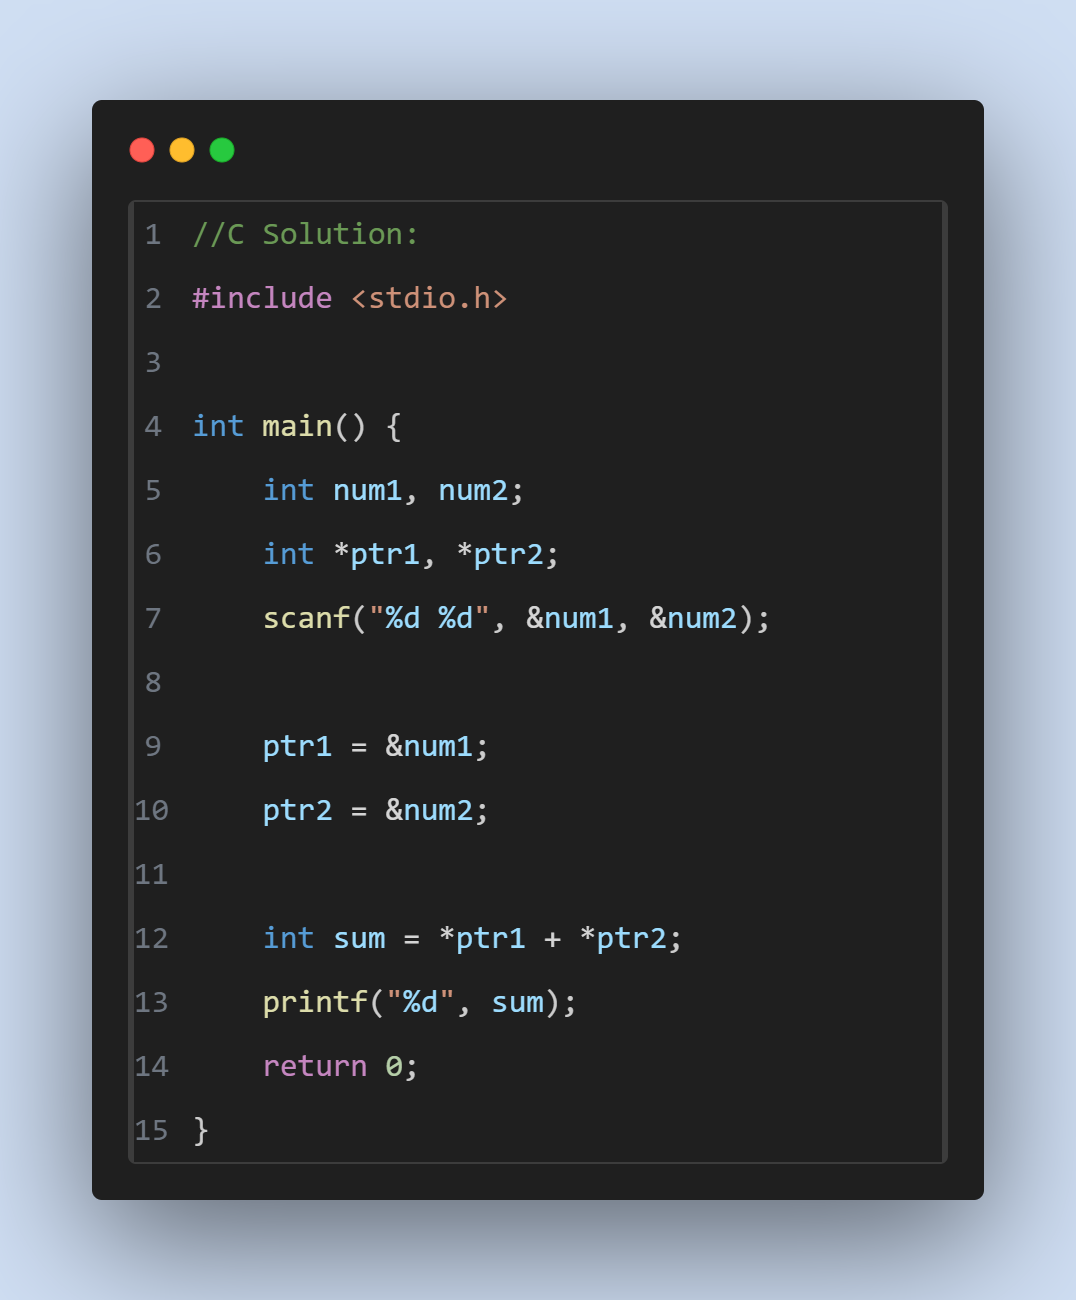 1 //C Solution:
2 #include <stdio.h>
3
4 int main() {
5     int num1, num2;
6     int *ptr1, *ptr2;
7     scanf("%d %d", &num1, &num2);
8
9     ptr1 = &num1;
10     ptr2 = &num2;
11
12     int sum = *ptr1 + *ptr2;
13     printf("%d", sum);
14     return 0;
15 }